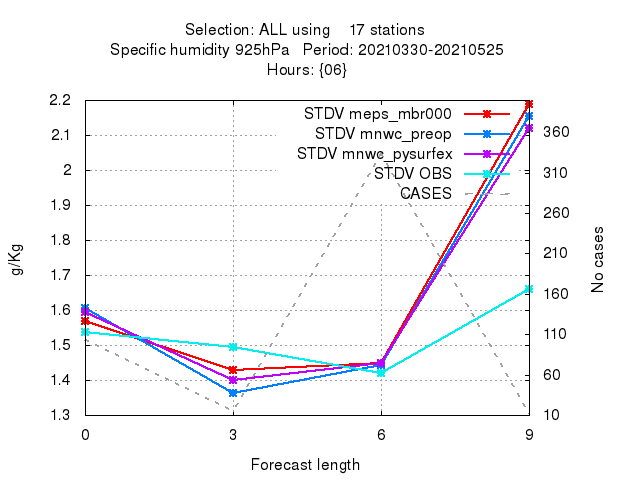 Selection: ALL using    17 stations
Specific humidity 925hPa   Period: 20210330-20210525
Hours: {06}
STDV meps_mbr000
STDV mnwc_preop
STDV mnwc_pysurfex
STDV OBS
CASES
2.2
2.1
2
1.9
1.8
1.7
1.6
1.5
1.4
1.3
g/Kg
360
310
260
210
160
110
60
10
No cases
0 3 6 9
Forecast length